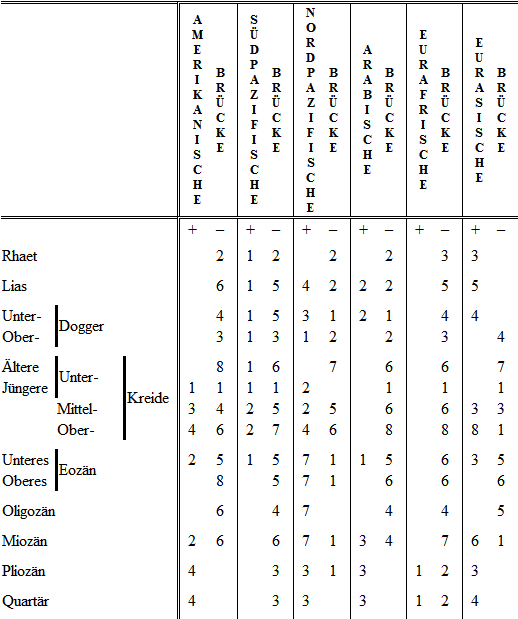 AMERIKANISCHE BRÜCKE SÜDPAZIFISCHE BRÜCKE NORDPAZIFISCHE BRÜCKE ARABISCHE BRÜCKE EURAFRISCHE BRÜCKE EURASISCHE BRÜCKE
+ – + – + – + – + – + –
Rhaet 2 1 2 2 2 3 3
Lias 6 1 5 4 2 2 2 5 5
Unter- 4 1 5 3 1 2 1 4 4
Dogger
Ober- 3 1 3 1 2 2 3 4
Ältere 8 1 6 7 6 6 7
Unter-
Jüngere 1 1 1 1 2 1 1 1
Kreide
Mittel- 3 4 2 5 2 5 6 6 3 3
Ober- 4 6 2 7 4 6 8 8 8 1
Unteres 2 5 1 5 7 1 1 5 6 3 5
Eozän
Oberes 8 5 7 1 6 6 6
Oligozän 6 4 7 4 4 5
Miozän 2 6 6 7 1 3 4 7 6 1
Pliozän 4 3 3 1 3 1 2 3
Quartär 4 3 3 3 1 2 4